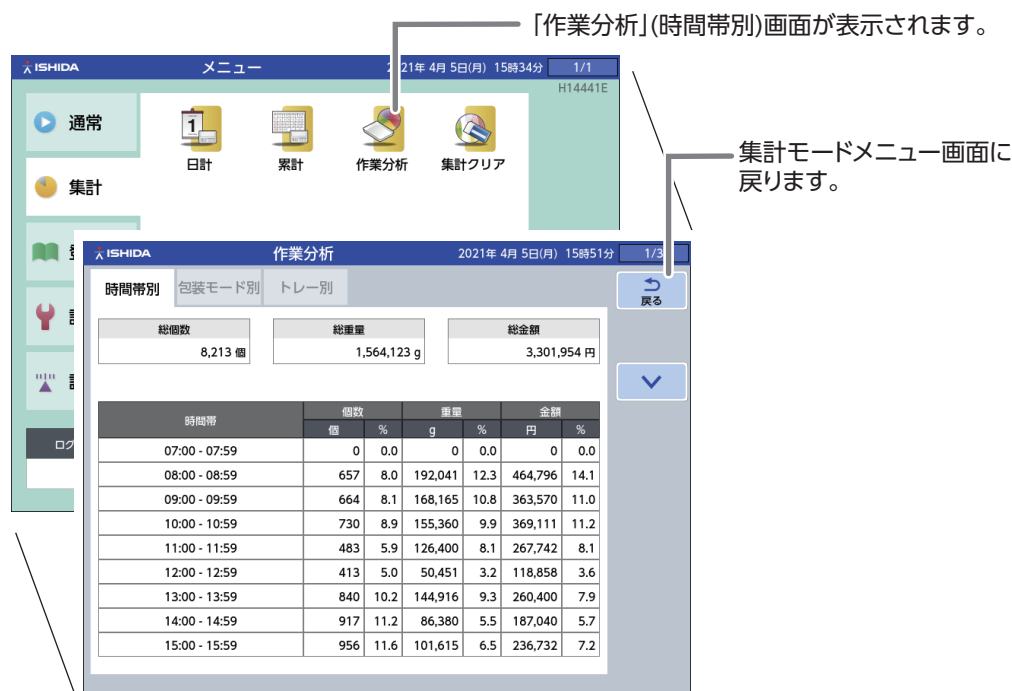 「作業分析」(時間帯別)画面が表示されます。
ISHIDA メニュー 2021年 4月 5日(月) 15時34分 1/1
H14441E
通常
日計 累計 作業分析 集計クリア
集計モードメニュー画面に
戻ります。
集計
ISHIDA 作業分析 2021年 4月 5日(月) 15時51分 1/3
時間帯別 包装モード別 トレー別
戻る
総個数 総重量 総金額
8,213 個 1,564,123 g 3,301,954 円
時間帯 個数 重量 金額
個 % g % 円 %
07:00 - 07:59 0 0.0 0 0.0 0 0.0
08:00 - 08:59 657 8.0 192,041 12.3 464,796 14.1
09:00 - 09:59 664 8.1 168,165 10.8 363,570 11.0
10:00 - 10:59 730 8.9 155,360 9.9 369,111 11.2
11:00 - 11:59 483 5.9 126,400 8.1 267,742 8.1
12:00 - 12:59 413 5.0 50,451 3.2 118,858 3.6
13:00 - 13:59 840 10.2 144,916 9.3 260,400 7.9
14:00 - 14:59 917 11.2 86,380 5.5 187,040 5.7
15:00 - 15:59 956 11.6 101,615 6.5 236,732 7.2
ログ